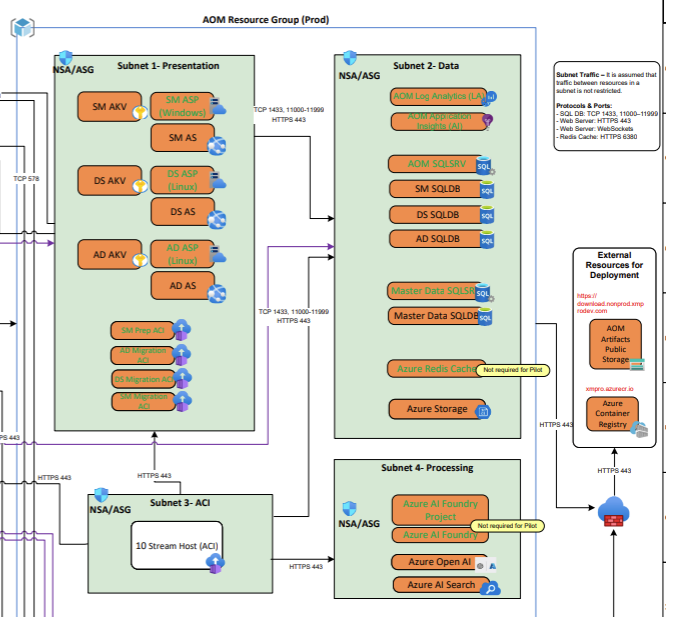 AOM Resource Group (Prod)
Subnet 1- Presentation
NSA/ASG
SM AKV
SM ASP
(Windows)
SM AS
DS AKV
DS ASP
(Linux)
DS AS
AD AKV
AD ASP
(Linux)
AD AS
SM Prep ACI
AD Migration
ACI
DS Migration ACI
SM Migration
ACI
TCP 578
TCP 1433, 11000-11999
HTTPS 443
TCP 1433, 11000-11999
HTTPS 443
Subnet 2- Data
NSA/ASG
AOM Log Analytics (LA)
AOM Application
Insights (AI)
AOM SQLSRV
SM SQLDB
DS SQLDB
AD SQLDB
Master Data SQLSR
Master Data SQLDB
Azure Redis Cache
Not required for Pilot
Azure Storage
Subnet Traffic – It is assumed that
traffic between resources in a
subnet is not restricted.
Protocols & Ports:
- SQL DB: TCP 1433, 11000–11999
- Web Server: HTTPS 443
- Web Server: WebSockets
- Redis Cache: HTTPS 6380
External
Resources for
Deployment
https://
download.nonprod.xmp
rodev.com
AOM
Artifacts
Public
Storage
xmpro.azurecr.io
Azure
Container
Registry
HTTPS 443
HTTPS 443
PS 443
HTTPS 443
HTTPS 443
Subnet 3- ACI
NSA/ASG
10 Stream Host (ACI)
HTTPS 443
Subnet 4- Processing
NSA/ASG
Azure AI Foundry
Project
Not required for Pilot
Azure AI Foundry
Azure Open AI
Azure AI Search